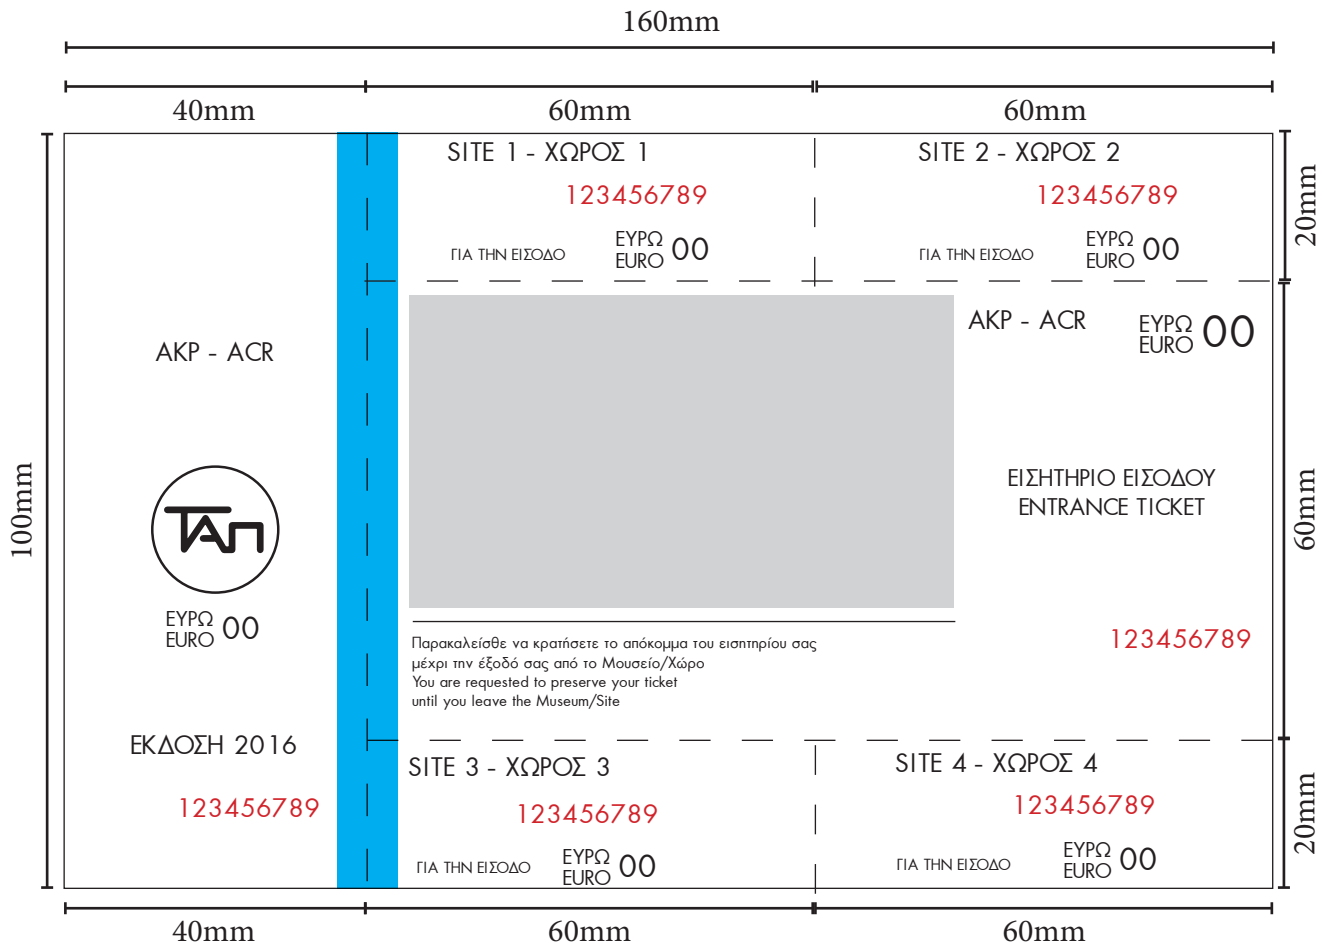 160mm
40mm
60mm
60mm
SITE 1 - ΧΩΡΟΣ 1
123456789
ΓΙΑ ΤΗΝ ΕΙΣΟΔΟ
ΕΥΡΩ
EURO 00
SITE 2 - ΧΩΡΟΣ 2
123456789
ΓΙΑ ΤΗΝ ΕΙΣΟΔΟ
ΕΥΡΩ
EURO 00
20mm
100mm
ΑΚΡ - ACR
ΤΑΠ
ΕΥΡΩ
EURO 00
ΕΚΔΟΣΗ 2016
123456789
ΑΚΡ - ACR
ΕΥΡΩ
EURO 00
ΕΙΣΗΤΗΡΙΟ ΕΙΣΟΔΟΥ
ENTRANCE TICKET
123456789
60mm
Παρακαλείσθε να κρατήσετε το απόκομμα του εισητηρίου σας
μέχρι την έξοδό σας από το Μουσείο/Χώρο
You are requested to preserve your ticket
until you leave the Museum/Site
SITE 3 - ΧΩΡΟΣ 3
123456789
ΓΙΑ ΤΗΝ ΕΙΣΟΔΟ
ΕΥΡΩ
EURO 00
SITE 4 - ΧΩΡΟΣ 4
123456789
ΓΙΑ ΤΗΝ ΕΙΣΟΔΟ
ΕΥΡΩ
EURO 00
20mm
40mm
60mm
60mm